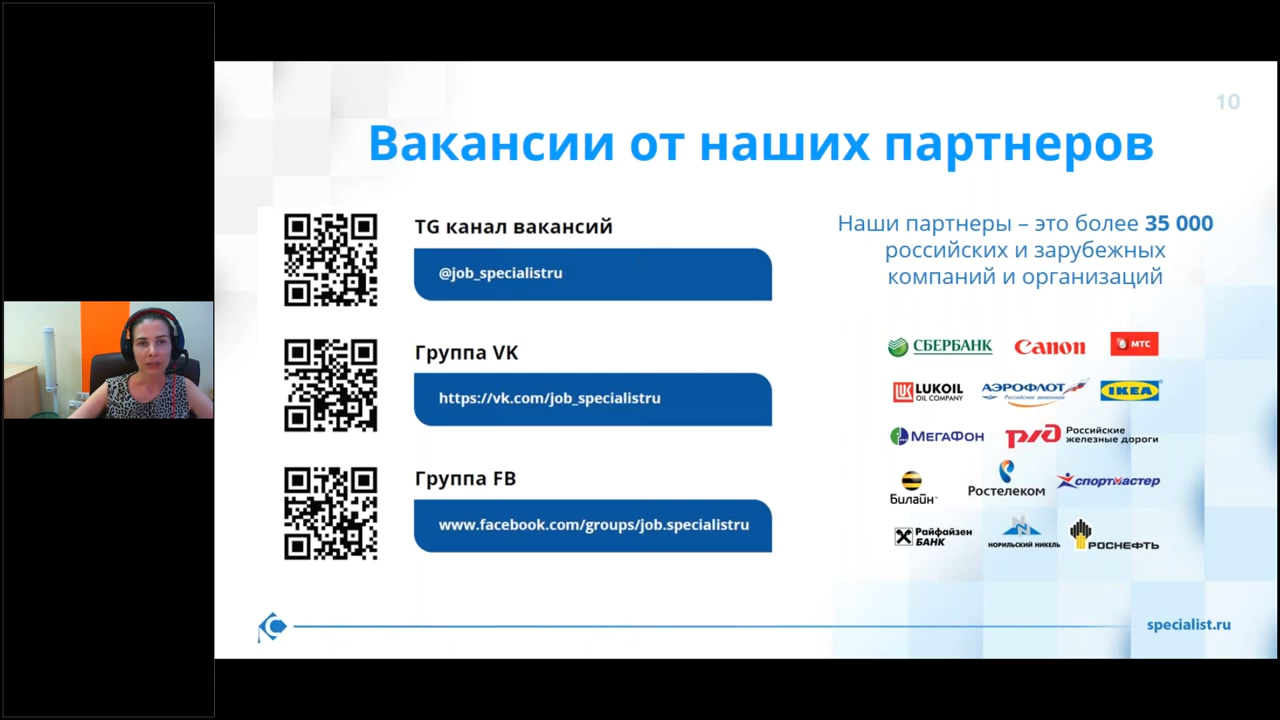 10
Вакансии от наших партнеров
TG канал вакансий
@job_specialistru
Группа VK
https://vk.com/job_specialistru
Группа FB
www.facebook.com/groups/job.specialistru
Наши партнеры – это более 35 000
российских и зарубежных
компаний и организаций
СБЕРБАНК
Canon
МТС
LUKOIL
OIL COMPANY
АЭРОФЛОТ
Российские авиалинии
IKEA
МЕГАФОН
РЖД
Российские
железные дороги
Билайн
Ростелеком
СПОРТМАСТЕР
Райффайзен
БАНК
НОРИЛЬСКИЙ НИКЕЛЬ
РОСНЕФТЬ
specialist.ru